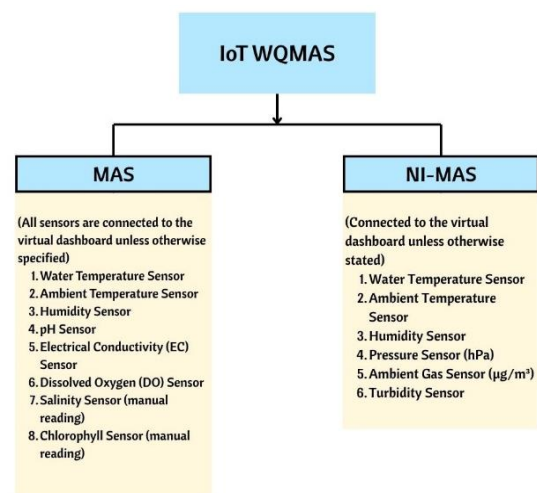 IoT WQMAS
MAS
(All sensors are connected to the
virtual dashboard unless otherwise
specified)
1. Water Temperature Sensor
2. Ambient Temperature Sensor
3. Humidity Sensor
4. pH Sensor
5. Electrical Conductivity (EC)
Sensor
6. Dissolved Oxygen (DO) Sensor
7. Salinity Sensor (manual
reading)
8. Chlorophyll Sensor (manual
reading)
NI-MAS
(Connected to the virtual
dashboard unless otherwise
stated)
1. Water Temperature Sensor
2. Ambient Temperature
Sensor
3. Humidity Sensor
4. Pressure Sensor (hPa)
5. Ambient Gas Sensor (µg/m³)
6. Turbidity Sensor